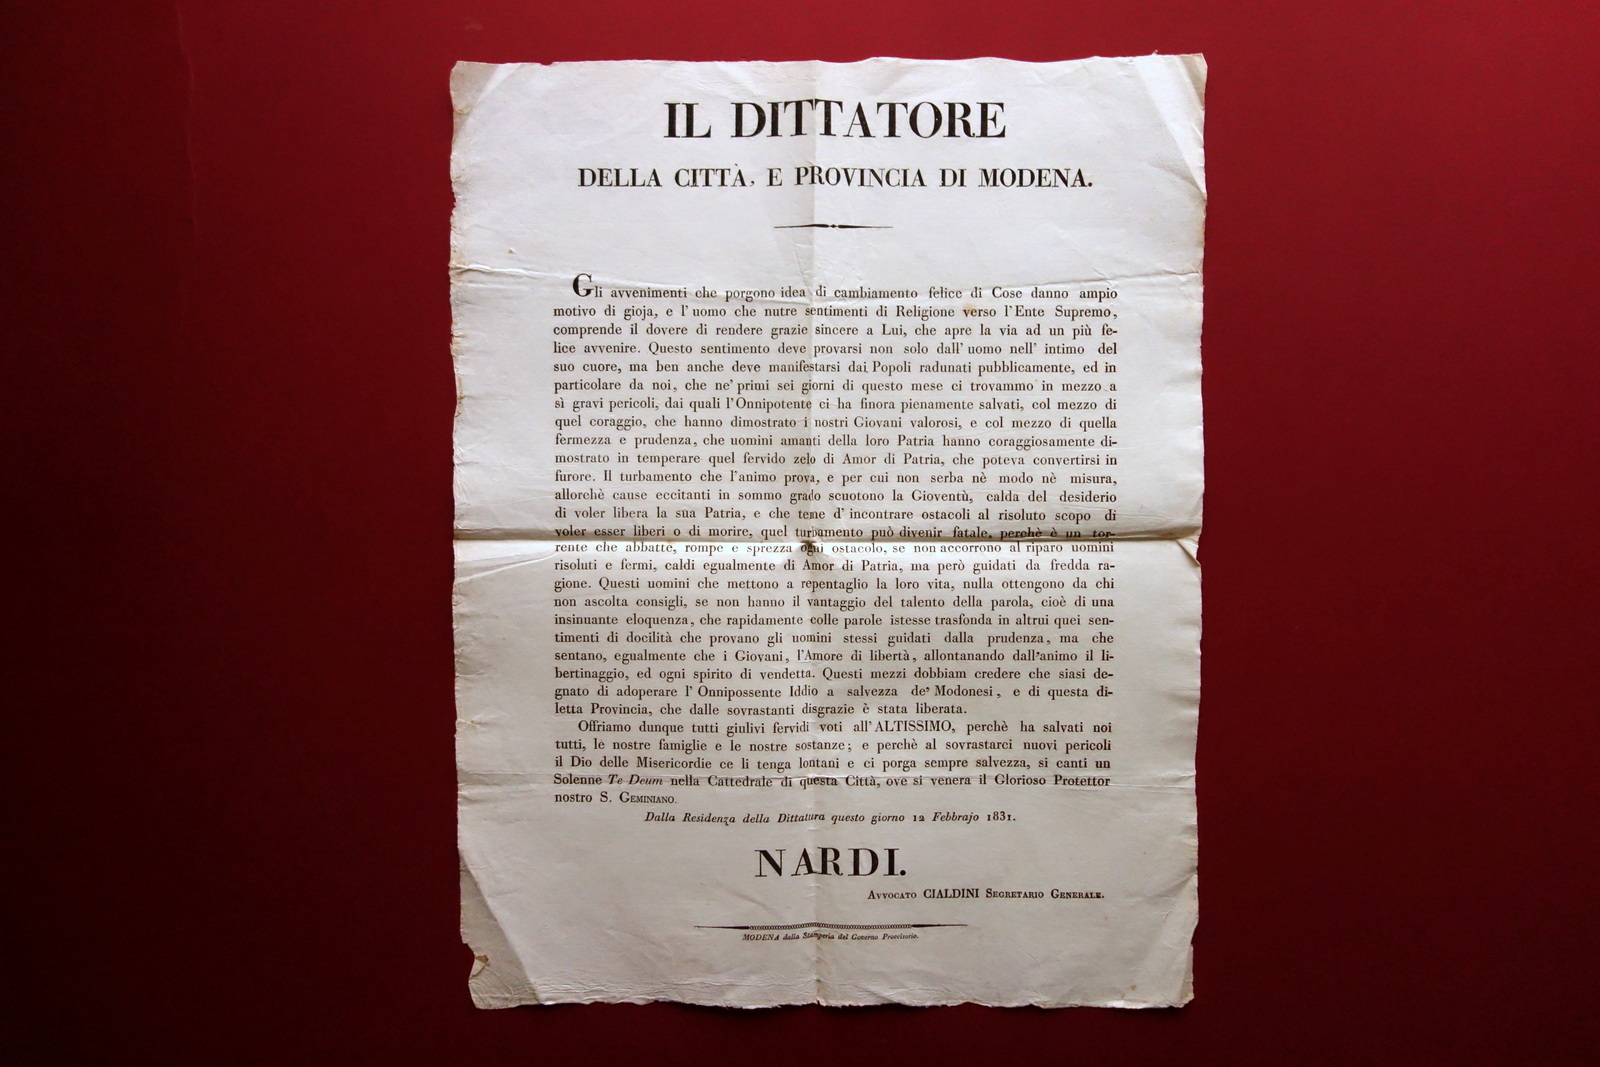 IL DITTATORE
DELLA CITTÀ, E PROVINCIA DI MODENA.
Gli avvenimenti che porgono idea di cambiamento felice di Cose danno ampio
motivo di gioja, e l'uomo che nutre sentimenti di Religione verso l'Ente Supremo,
comprende il dovere di rendere grazie sincere a Lui, che apre la via ad un più fe-
lice avvenire. Questo sentimento deve provarsi non solo dall'uomo nell'intimo del
suo cuore, ma ben anche deve manifestarsi dai Popoli radunati pubblicamente, ed in
particolare da noi, che ne' primi sei giorni di questo mese ci trovammo in mezzo a
sì gravi pericoli, dai quali l'Onnipotente ci ha finora pienamente salvati, col mezzo di
quel coraggio, che hanno dimostrato i nostri Giovani valorosi, e col mezzo di quella
fermezza e prudenza, che uomini amanti della loro Patria hanno coraggiosamente di-
mostrato in temperare quel fervido zelo di Amor di Patria, che poteva convertirsi in
furore. Il turbamento che l'animo prova, e per cui non serba nè modo nè misura,
allorchè cause eccitanti in sommo grado scuotono la Gioventù, calda del desiderio
di voler libera la sua Patria, e che teme d'incontrare ostacoli al risoluto scopo di
voler esser liberi o di morire, quel turbamento può divenir fatale, perchè è un tor-
rente che abbatte, rompe e sprezza ogni ostacolo, se non accorrono al riparo uomini
risoluti e fermi, caldi egualmente di Amor di Patria, ma però guidati da fredda ra-
gione. Questi uomini che mettono a repentaglio la loro vita, nulla ottengono da chi
non ascolta consigli, se non hanno il vantaggio del talento della parola, cioè di una
insinuante eloquenza, che rapidamente colle parole istesse trasfonda in altrui quei sen-
timenti di docilità che provano gli uomini stessi guidati dalla prudenza, ma che
sentano, egualmente che i Giovani, l'Amore di libertà, allontanando dall'animo il li-
bertinaggio, ed ogni spirito di vendetta. Questi mezzi dobbiam credere che siasi de-
gnato di adoperare l'Onnipossente Iddio a salvezza de' Modonesi, e di questa di-
letta Provincia, che dalle sovrastanti disgrazie è stata liberata.
Offriamo dunque tutti giulivi fervidi voti all'ALTISSIMO, perchè ha salvati noi
tutti, le nostre famiglie e le nostre sostanze; e perchè al sovrastarci nuovi pericoli
il Dio delle Misericordie ce li tenga lontani e ci porga sempre salvezza, si canti un
Solenne Te Deum nella Cattedrale di questa Città, ove si venera il Glorioso Protettor
nostro S. GEMINIANO.
Dalla Residenza della Dittatura questo giorno 12 Febbrajo 1831.
NARDI.
AVVOCATO CIALDINI SEGRETARIO GENERALE.
MODENA dalla Stamperia del Governo Provvisorio.